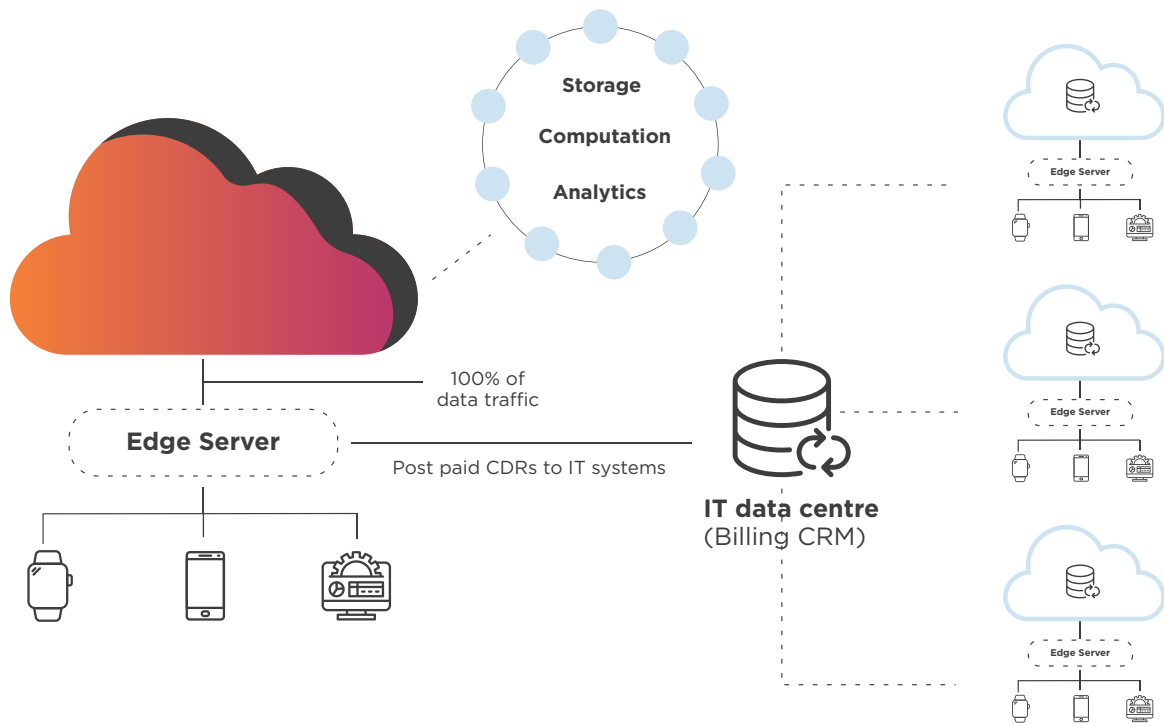 Storage
Computation
Analytics
100% of
data traffic
Edge Server
Post paid CDRs to IT systems
IT data centre
(Billing CRM)
Edge Server
Edge Server
Edge Server